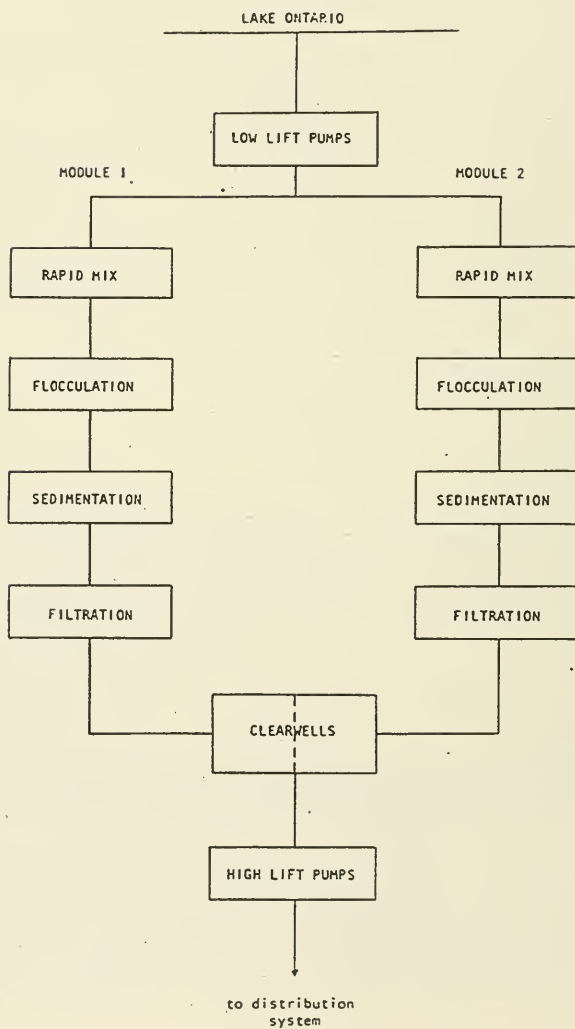 LAKE ONTARIO
LOW LIFT PUMPS
MODULE 1
MODULE 2
RAPID MIX
RAPID MIX
FLOCCULATION
FLOCCULATION
SEDIMENTATION
SEDIMENTATION
FILTRATION
FILTRATION
CLEARWELLS
HIGH LIFT PUMPS
to distribution
system